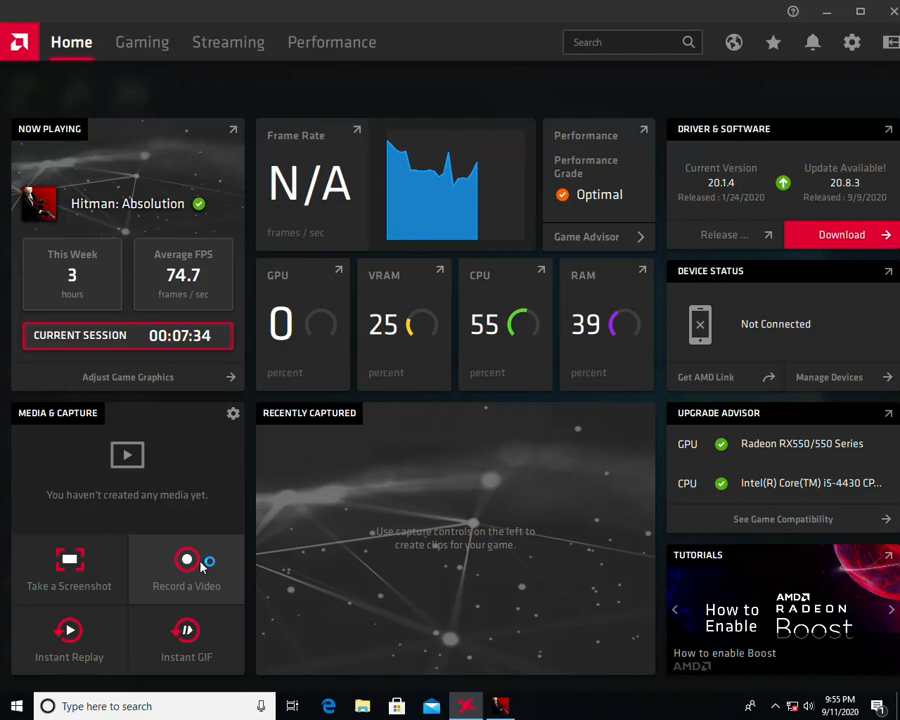 Home
Gaming
Streaming
Performance
Search
NOW PLAYING
Hitman: Absolution
This Week
3
hours
Average FPS
74.7
frames / sec
CURRENT SESSION 00:07:34
Adjust Game Graphics
Frame Rate
N/A
frames / sec
Performance
Performance
Grade
Optimal
Game Advisor
GPU
0
percent
VRAM
25
percent
CPU
55
percent
RAM
39
percent
DRIVER & SOFTWARE
Current Version
20.1.4
Released : 1/24/2020
Update Available!
20.8.3
Released : 9/9/2020
Release ...
Download
DEVICE STATUS
Not Connected
Get AMD Link
Manage Devices
MEDIA & CAPTURE
You haven't created any media yet.
Take a Screenshot
Record a Video
Instant Replay
Instant GIF
RECENTLY CAPTURED
Use capture controls on the left to
create clips for your game.
UPGRADE ADVISOR
GPU Radeon RX550/550 Series
CPU Intel(R) Core(TM) i5-4430 CP...
See Game Compatibility
TUTORIALS
How to
Enable
AMD
RADEON
Boost
How to enable Boost
AMD
Type here to search
9:55 PM
9/11/2020
1